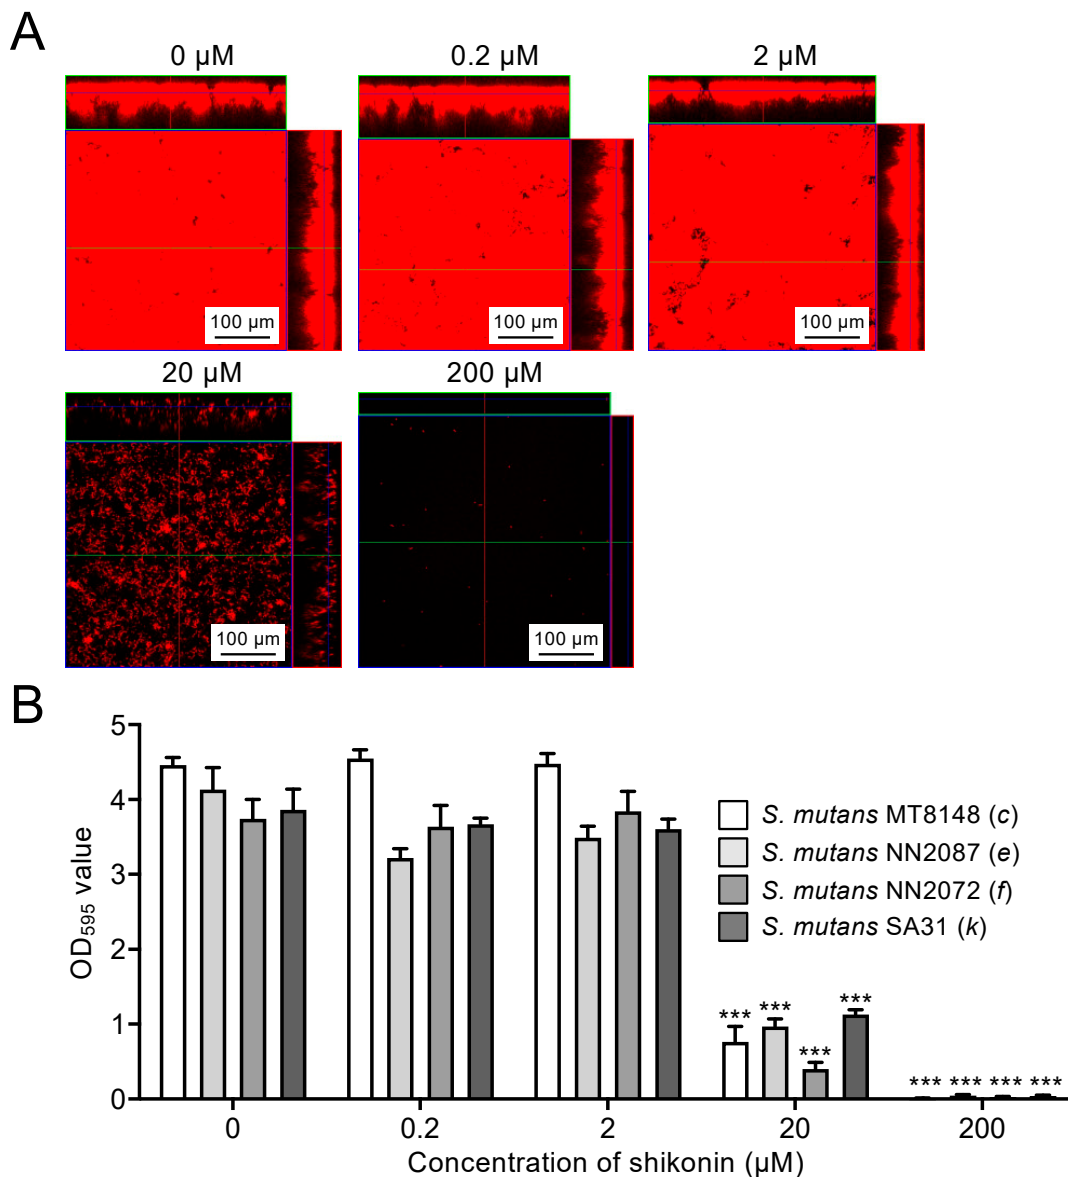 A
0 µM
0.2 µM
2 µM
100 µm
100 µm
100 µm
20 µM
200 µM
100 µm
100 µm
B
OD595 value
5
4
3
2
1
0
S. mutans MT8148 (c)
S. mutans NN2087 (e)
S. mutans NN2072 (f)
S. mutans SA31 (k)
*** *** *** ***
*** *** *** ***
0 0.2 2 20 200
Concentration of shikonin (µM)